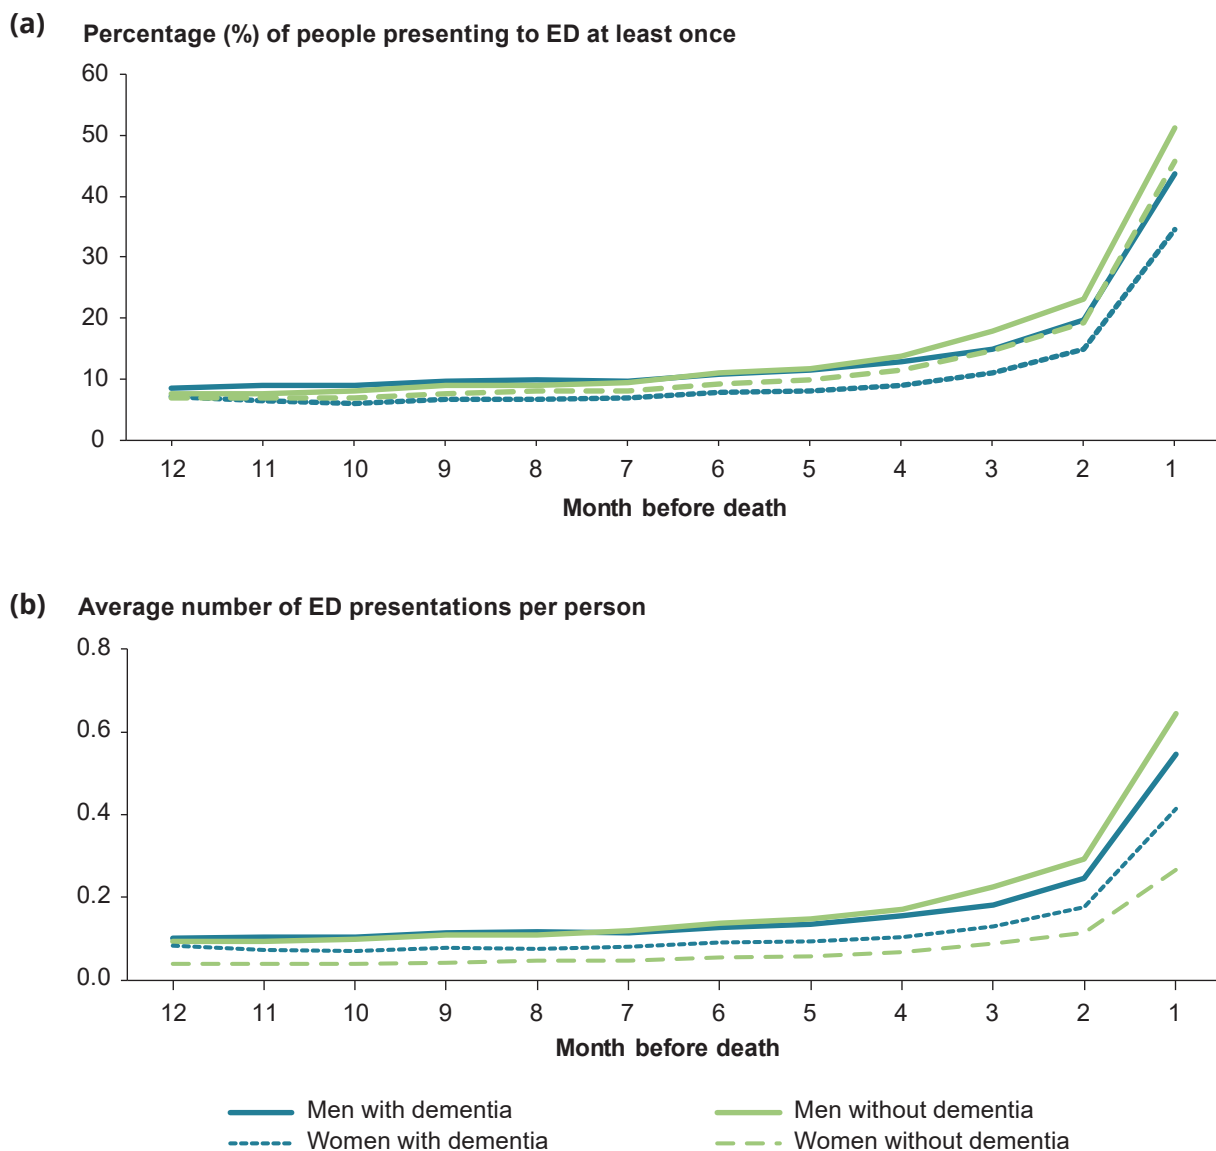 (a) Percentage (%) of people presenting to ED at least once
60
50
40
30
20
10
0
12 11 10 9 8 7 6 5 4 3 2 1
Month before death
(b) Average number of ED presentations per person
0.8
0.6
0.4
0.2
0.0
12 11 10 9 8 7 6 5 4 3 2 1
Month before death
Men with dementia Men without dementia
Women with dementia Women without dementia